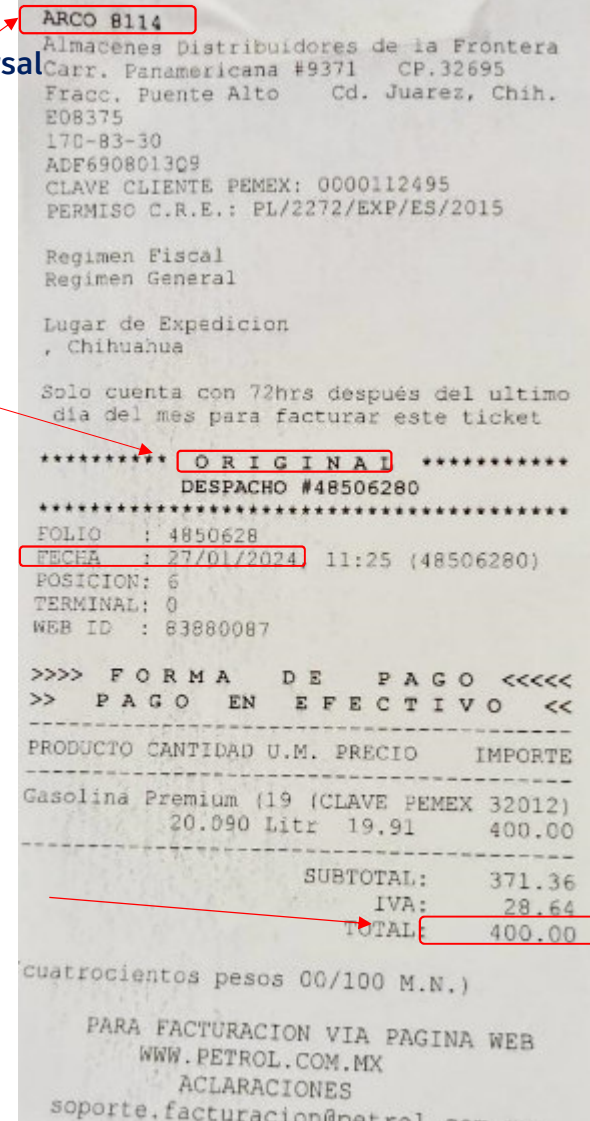 ARCO 8114
Almacenes Distribuidores de la Frontera
rsal
Carr. Panamericana #9371 CP.32695
Fracc. Puente Alto Cd. Juarez, Chih.
E08375
170-83-30
ADF6908013Q9
CLAVE CLIENTE PEMEX: 0000112495
PERMISO C.R.E.: PL/2272/EXP/ES/2015
Regimen Fiscal
Regimen General
Lugar de Expedicion
, Chihuahua
Solo cuenta con 72hrs después del ultimo
dia del mes para facturar este ticket
********** O R I G I N A L ***********
DESPACHO #48506280
*****************************************
FOLIO : 4850628
FECHA : 27/01/2024, 11:25 (48506280)
POSICION: 6
TERMINAL: 0
WEB ID : 83880087
>>>> F O R M A D E P A G O <<<<<
>> P A G O EN E F E C T I V O <<
PRODUCTO CANTIDAD U.M. PRECIO IMPORTE
Gasolina Premium (19 (CLAVE PEMEX 32012)
20.090 Litr 19.91 400.00
SUBTOTAL: 371.36
IVA: 28.64
TOTAL: 400.00
(cuatrocientos pesos 00/100 M.N.)
PARA FACTURACION VIA PAGINA WEB
WWW.PETROL.COM.MX
ACLARACIONES
soporte.facturacion@petrol